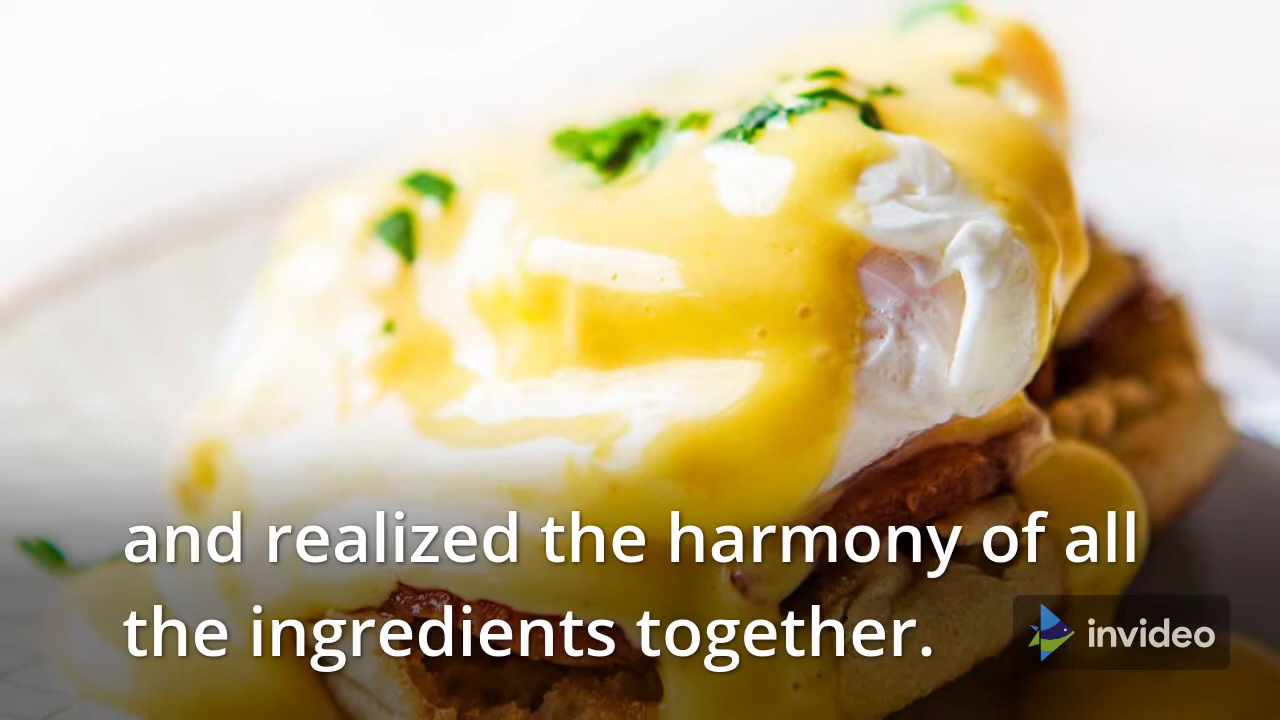 and realized the harmony of all
the ingredients together.
invideo